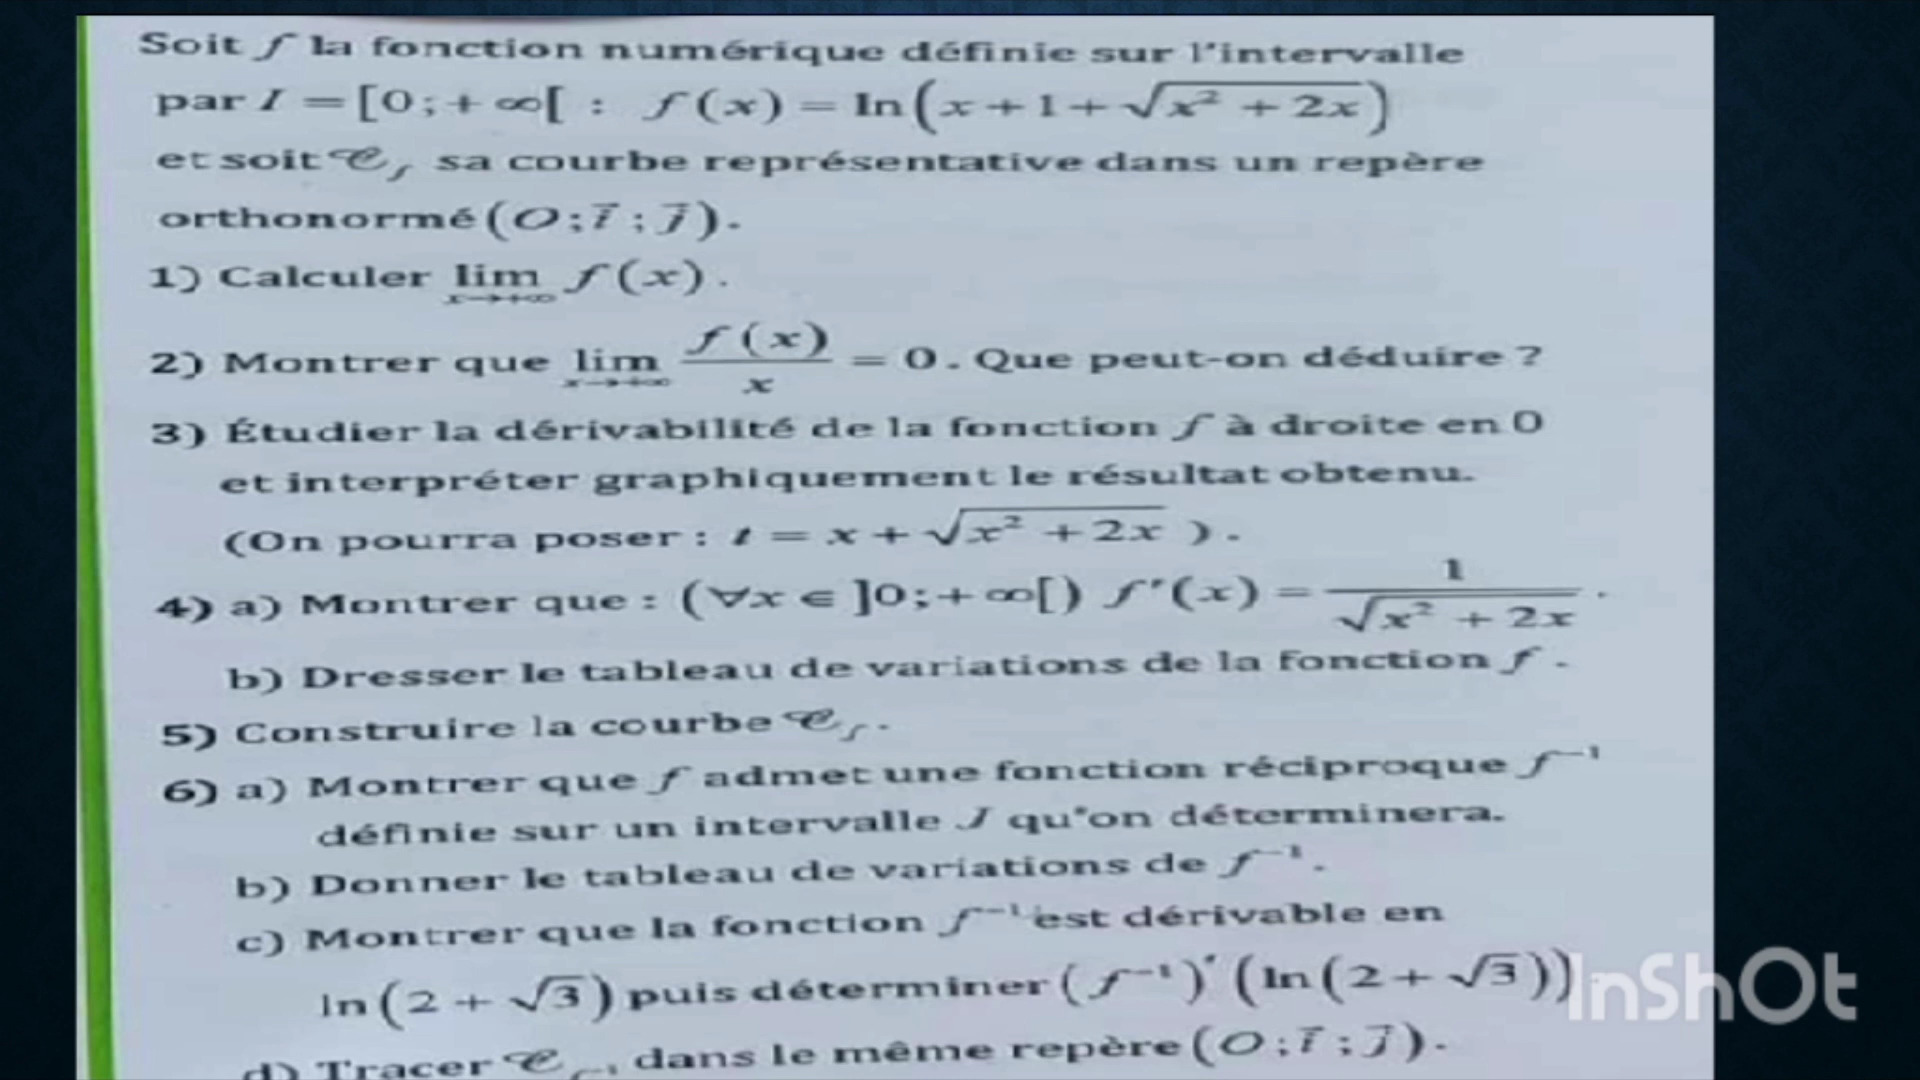 Soit f la fonction numérique définie sur l'intervalle
par I = [0;+∞[ : f(x) = ln(x+1+√(x²+2x))
et soit 𝒞f sa courbe représentative dans un repère
orthonormé (O;i⃗;j⃗).
1) Calculer lim x→+∞ f(x).
2) Montrer que lim x→+∞ f(x)/x = 0. Que peut-on déduire ?
3) Étudier la dérivabilité de la fonction f à droite en 0
et interpréter graphiquement le résultat obtenu.
(On pourra poser : t = x + √(x²+2x) ).
4) a) Montrer que : (∀x ∈ ]0;+∞[) f'(x) = 1/√(x²+2x).
b) Dresser le tableau de variations de la fonction f.
5) Construire la courbe 𝒞f.
6) a) Montrer que f admet une fonction réciproque f⁻¹
définie sur un intervalle J qu'on déterminera.
b) Donner le tableau de variations de f⁻¹.
c) Montrer que la fonction f⁻¹ est dérivable en
ln(2+√3) puis déterminer (f⁻¹)'(ln(2+√3))
d) Tracer 𝒞f⁻¹ dans le même repère (O;i⃗;j⃗).
InShOt